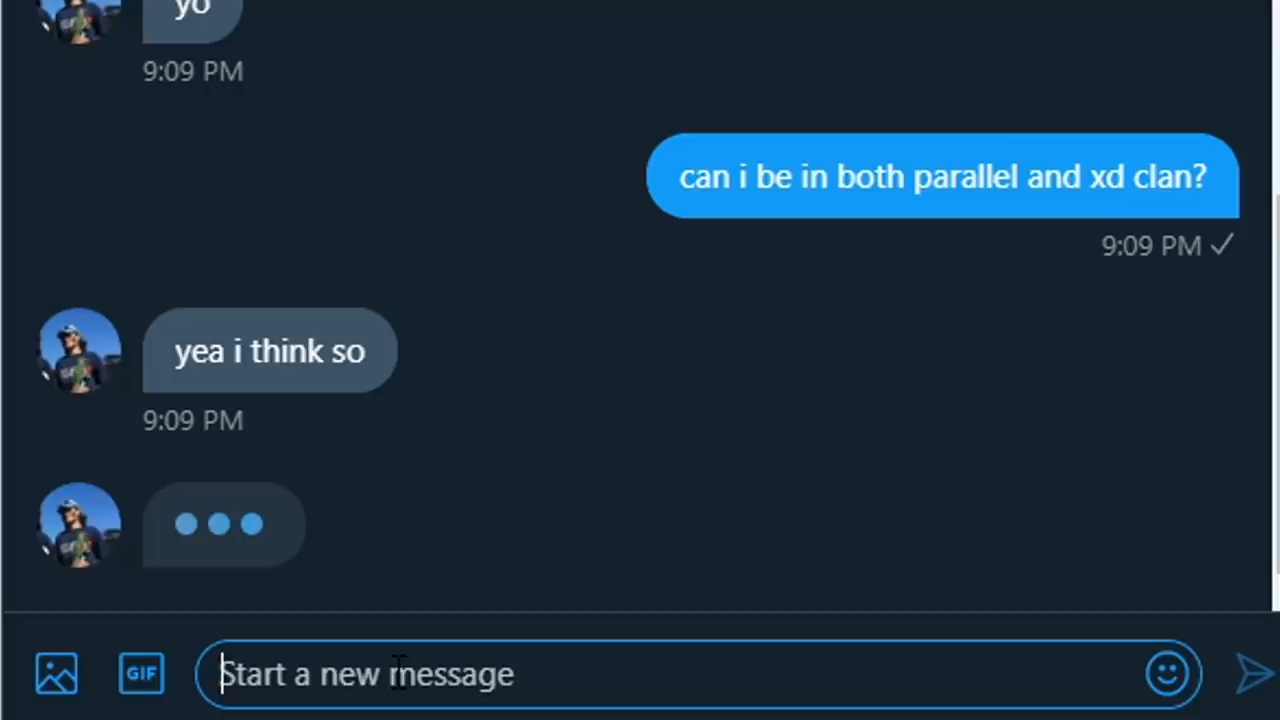 yo
9:09 PM
can i be in both parallel and xd clan?
9:09 PM
yea i think so
9:09 PM
GIF
Start a new message